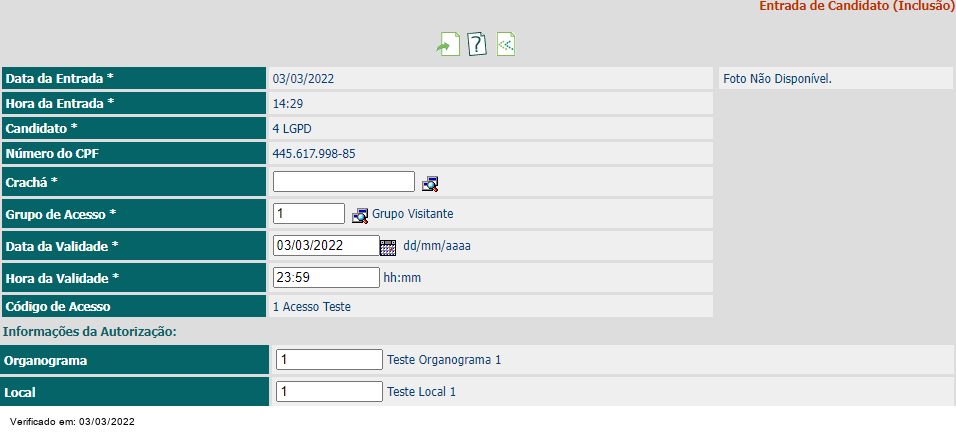 Entrada de Candidato (Inclusão)
Data da Entrada * 03/03/2022 Foto Não Disponível.
Hora da Entrada * 14:29
Candidato * 4 LGPD
Número do CPF 445.617.998-85
Crachá *
Grupo de Acesso * 1 Grupo Visitante
Data da Validade * 03/03/2022 dd/mm/aaaa
Hora da Validade * 23:59 hh:mm
Código de Acesso 1 Acesso Teste
Informações da Autorização:
Organograma 1 Teste Organograma 1
Local 1 Teste Local 1
Verificado em: 03/03/2022